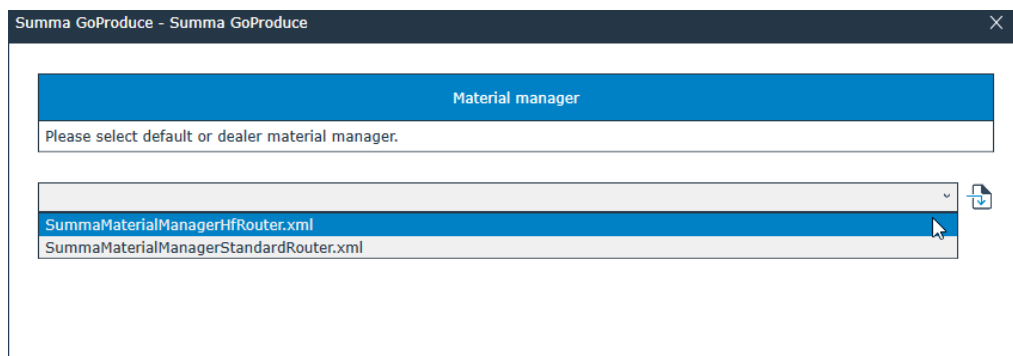 Summa GoProduce - Summa GoProduce
Material manager
Please select default or dealer material manager.
SummaMaterialManagerHfRouter.xml
SummaMaterialManagerStandardRouter.xml